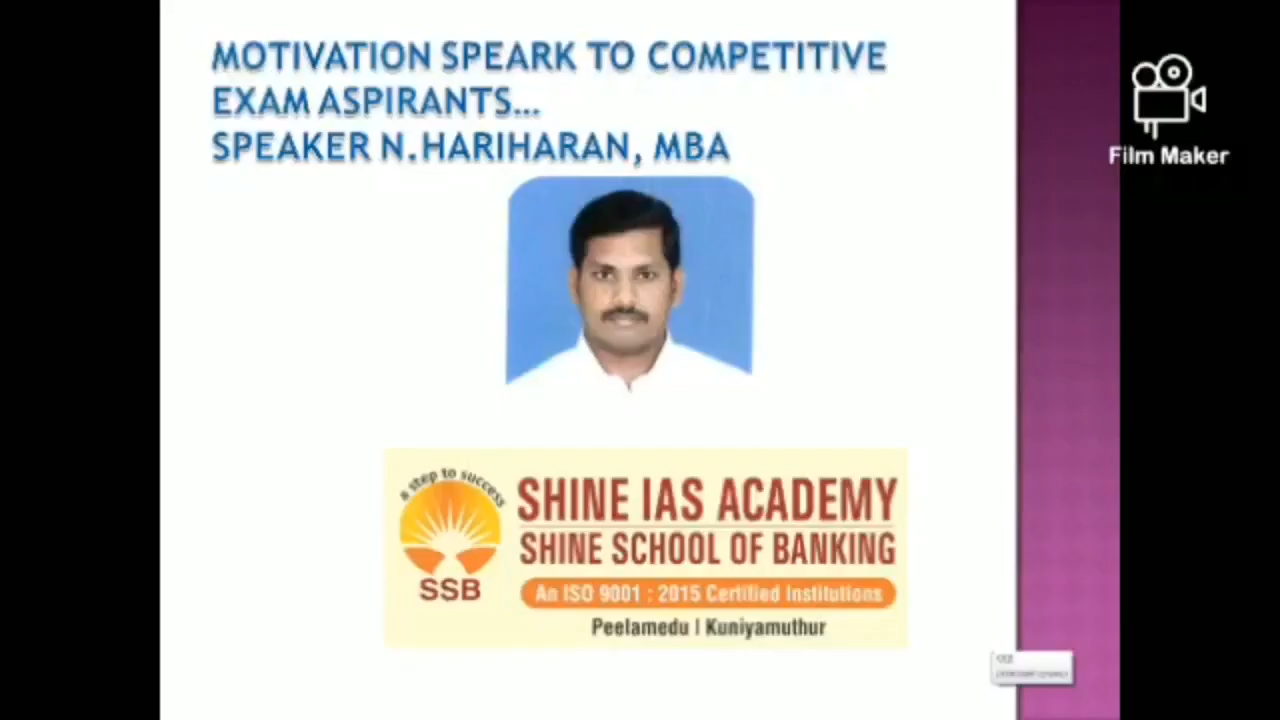 MOTIVATION SPEARK TO COMPETITIVE
EXAM ASPIRANTS...
SPEAKER N.HARIHARAN, MBA
Film Maker
a step to success
SSB
SHINE IAS ACADEMY
SHINE SCHOOL OF BANKING
An ISO 9001 : 2015 Certified Institutions
Peelamedu | Kuniyamuthur